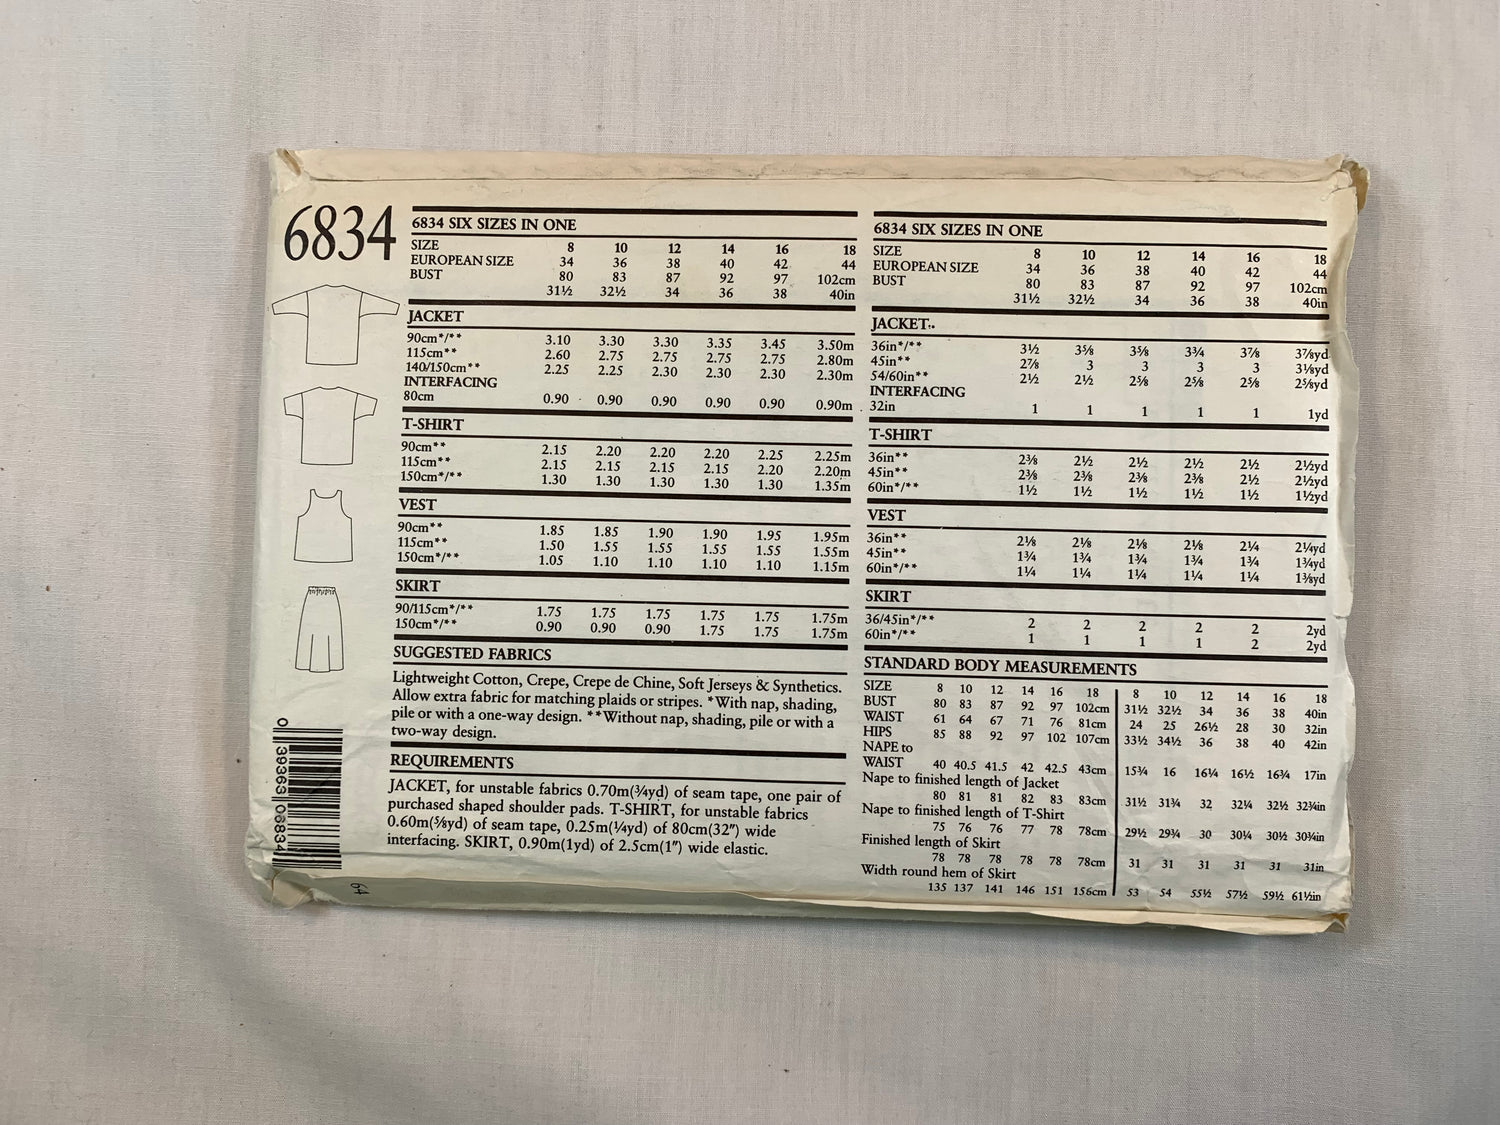 6834
6834 SIX SIZES IN ONE
SIZE 8 10 12 14 16 18
EUROPEAN SIZE 34 36 38 40 42 44
BUST 80 83 87 92 97 102cm
31½ 32½ 34 36 38 40in
JACKET
90cm*/** 3.10 3.30 3.30 3.35 3.45 3.50m
115cm** 2.60 2.75 2.75 2.75 2.75 2.80m
140/150cm** 2.25 2.25 2.30 2.30 2.30 2.30m
INTERFACING
80cm 0.90 0.90 0.90 0.90 0.90 0.90m
T-SHIRT
90cm** 2.15 2.20 2.20 2.20 2.25 2.25m
115cm** 2.15 2.15 2.15 2.15 2.20 2.20m
150cm*/** 1.30 1.30 1.30 1.30 1.30 1.35m
VEST
90cm** 1.85 1.85 1.90 1.90 1.95 1.95m
115cm** 1.50 1.55 1.55 1.55 1.55 1.55m
150cm*/** 1.05 1.10 1.10 1.10 1.10 1.15m
SKIRT
90/115cm*/** 1.75 1.75 1.75 1.75 1.75 1.75m
150cm*/** 0.90 0.90 0.90 1.75 1.75 1.75m
SUGGESTED FABRICS
Lightweight Cotton, Crepe, Crepe de Chine, Soft Jerseys & Synthetics.
Allow extra fabric for matching plaids or stripes. *With nap, shading,
pile or with a one-way design. **Without nap, shading, pile or with a
two-way design.
REQUIREMENTS
JACKET, for unstable fabrics 0.70m(¾yd) of seam tape, one pair of
purchased shaped shoulder pads. T-SHIRT, for unstable fabrics
0.60m(⅝yd) of seam tape, 0.25m(¼yd) of 80cm(32") wide
interfacing. SKIRT, 0.90m(1yd) of 2.5cm(1") wide elastic.
6834 SIX SIZES IN ONE
SIZE 8 10 12 14 16 18
EUROPEAN SIZE 34 36 38 40 42 44
BUST 80 83 87 92 97 102cm
31½ 32½ 34 36 38 40in
JACKET
36in*/** 3½ 3⅝ 3⅝ 3¾ 3⅞ 3⅞yd
45in** 2⅞ 3 3 3 3 3⅛yd
54/60in** 2½ 2½ 2⅝ 2⅝ 2⅝ 2⅝yd
INTERFACING
32in 1 1 1 1 1 1yd
T-SHIRT
36in** 2⅜ 2½ 2½ 2½ 2½ 2½yd
45in** 2⅜ 2⅜ 2⅜ 2⅜ 2½ 2½yd
60in*/** 1½ 1½ 1½ 1½ 1½ 1½yd
VEST
36in** 2⅛ 2⅛ 2⅛ 2⅛ 2¼ 2¼yd
45in** 1¾ 1¾ 1¾ 1¾ 1¾ 1¾yd
60in*/** 1¼ 1¼ 1¼ 1¼ 1¼ 1⅜yd
SKIRT
36/45in*/** 2 2 2 2 2 2yd
60in*/** 1 1 1 1 2 2yd
STANDARD BODY MEASUREMENTS
SIZE 8 10 12 14 16 18 8 10 12 14 16 18
BUST 80 83 87 92 97 102cm 31½ 32½ 34 36 38 40in
WAIST 61 64 67 71 76 81cm 24 25 26½ 28 30 32in
HIPS 85 88 92 97 102 107cm 33½ 34½ 36 38 40 42in
NAPE to
WAIST 40 40.5 41.5 42 42.5 43cm 15¾ 16 16¼ 16½ 16¾ 17in
Nape to finished length of Jacket
80 81 81 82 83 83cm 31½ 31¾ 32 32¼ 32½ 32¾in
Nape to finished length of T-Shirt
75 76 76 77 78 78cm 29½ 29¾ 30 30¼ 30½ 30¾in
Finished length of Skirt
78 78 78 78 78 78cm 31 31 31 31 31 31in
Width round hem of Skirt
135 137 141 146 151 156cm 53 54 55½ 57½ 59½ 61½in
0 39363 06834
64